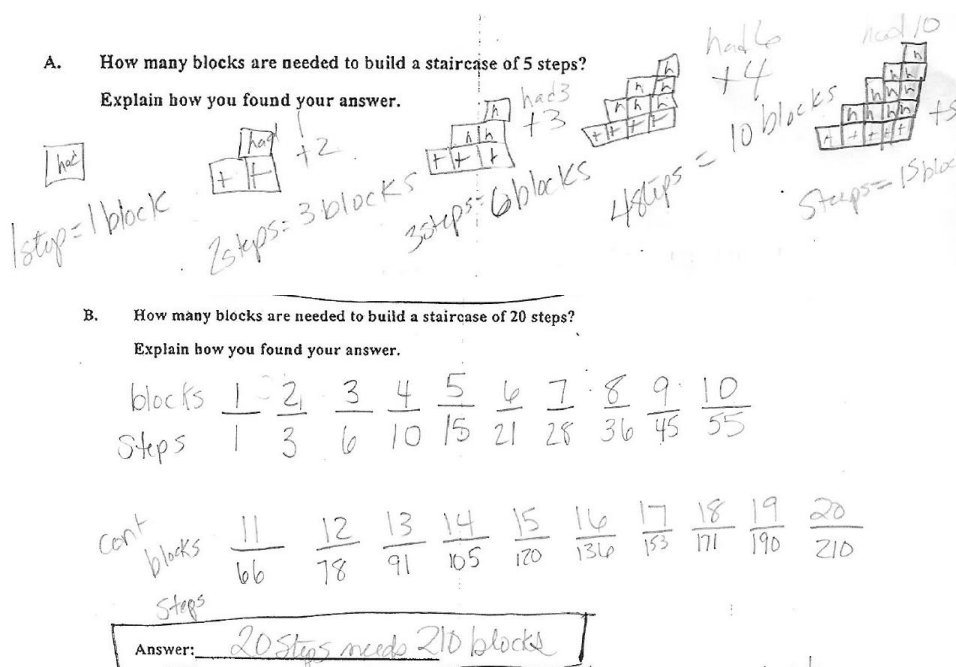 A. How many blocks are needed to build a staircase of 5 steps?
Explain how you found your answer.
had
1 step = 1 block
had
+ +
+2
2 steps = 3 blocks
h
h h
+ + +
had 3
+3
3 steps = 6 blocks
h
h h
h h h
+ + + +
had 6
+4
4 steps = 10 blocks
h
h h
h h h
h h h h
+ + + + +
had 10
+5
5 steps = 15 bloc
B. How many blocks are needed to build a staircase of 20 steps?
Explain how you found your answer.
blocks 1 2 3 4 5 6 7 8 9 10
Steps 1 3 6 10 15 21 28 36 45 55
cont
blocks 11 12 13 14 15 16 17 18 19 20
66 78 91 105 120 136 153 171 190 210
Steps
Answer: 20 Steps needs 210 blocks